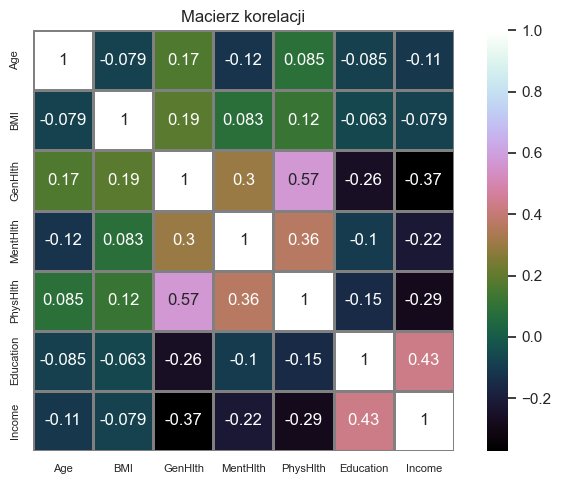 Macierz korelacji
Age 1 -0.079 0.17 -0.12 0.085 -0.085 -0.11
BMI -0.079 1 0.19 0.083 0.12 -0.063 -0.079
GenHlth 0.17 0.19 1 0.3 0.57 -0.26 -0.37
MentHlth -0.12 0.083 0.3 1 0.36 -0.1 -0.22
PhysHlth 0.085 0.12 0.57 0.36 1 -0.15 -0.29
Education -0.085 -0.063 -0.26 -0.1 -0.15 1 0.43
Income -0.11 -0.079 -0.37 -0.22 -0.29 0.43 1
Age BMI GenHlth MentHlth PhysHlth Education Income
1.0
0.8
0.6
0.4
0.2
0.0
−0.2